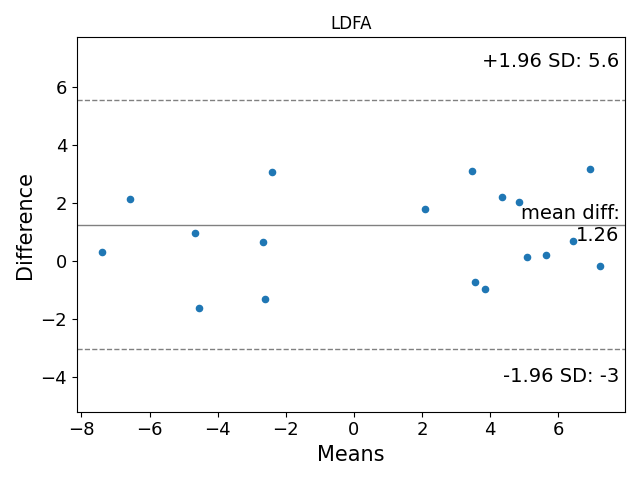 LDFA
+1.96 SD: 5.6
6
4
2
mean diff:
1.26
0
−2
−4
-1.96 SD: -3
Difference
−8 −6 −4 −2 0 2 4 6
Means